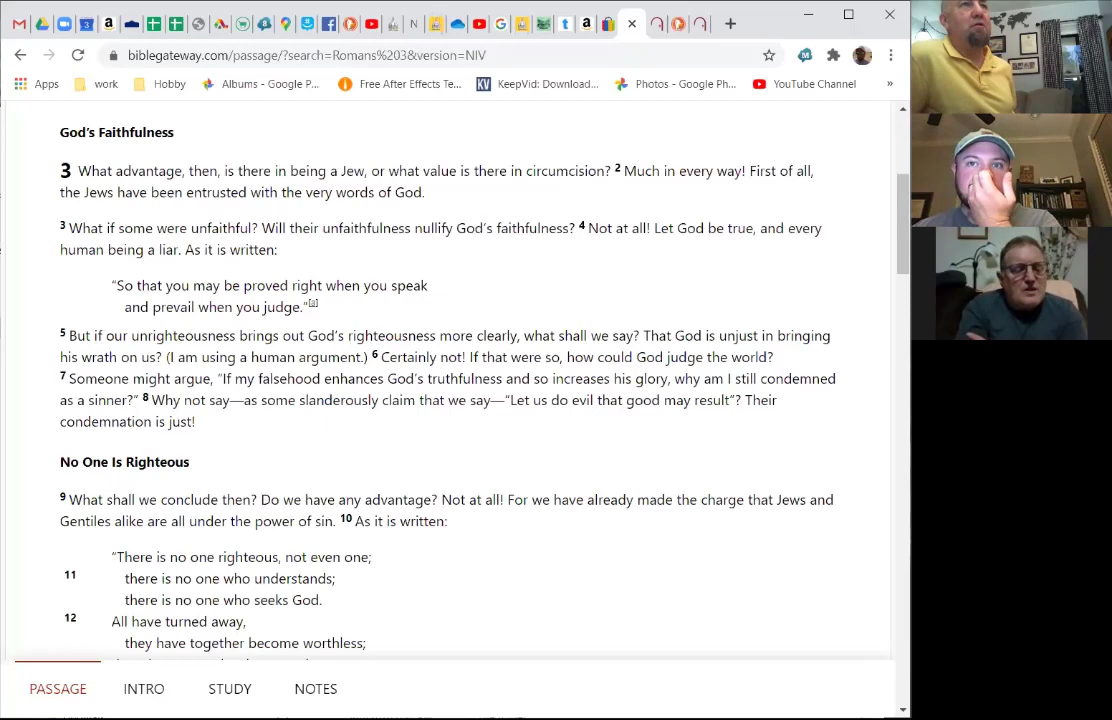 biblegateway.com/passage/?search=Romans%203&version=NIV
Apps work Hobby Albums - Google P... Free After Effects Te... KeepVid: Download... Photos - Google Ph... YouTube Channel »
God's Faithfulness
3 What advantage, then, is there in being a Jew, or what value is there in circumcision? 2 Much in every way! First of all,
the Jews have been entrusted with the very words of God.
3 What if some were unfaithful? Will their unfaithfulness nullify God's faithfulness? 4 Not at all! Let God be true, and every
human being a liar. As it is written:
“So that you may be proved right when you speak
and prevail when you judge.”[a]
5 But if our unrighteousness brings out God's righteousness more clearly, what shall we say? That God is unjust in bringing
his wrath on us? (I am using a human argument.) 6 Certainly not! If that were so, how could God judge the world?
7 Someone might argue, “If my falsehood enhances God's truthfulness and so increases his glory, why am I still condemned
as a sinner?” 8 Why not say—as some slanderously claim that we say—“Let us do evil that good may result”? Their
condemnation is just!
No One Is Righteous
9 What shall we conclude then? Do we have any advantage? Not at all! For we have already made the charge that Jews and
Gentiles alike are all under the power of sin. 10 As it is written:
“There is no one righteous, not even one;
11 there is no one who understands;
there is no one who seeks God.
12 All have turned away,
they have together become worthless;
PASSAGE INTRO STUDY NOTES